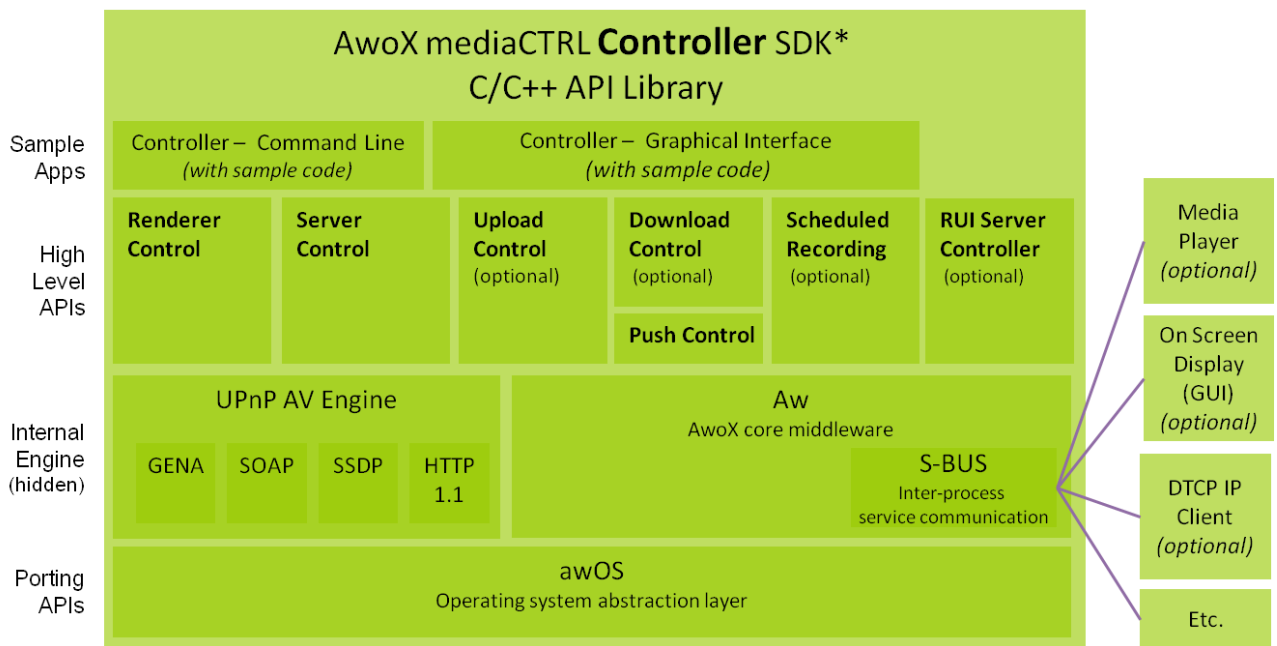 AwoX mediaCTRL Controller SDK*
C/C++ API Library
Sample
Apps
Controller – Command Line
(with sample code)
Controller – Graphical Interface
(with sample code)
High
Level
APIs
Renderer
Control
Server
Control
Upload
Control
(optional)
Download
Control
(optional)
Push Control
Scheduled
Recording
(optional)
RUI Server
Controller
(optional)
Internal
Engine
(hidden)
UPnP AV Engine
GENA
SOAP
SSDP
HTTP
1.1
Aw
AwoX core middleware
S-BUS
Inter-process
service communication
Porting
APIs
awOS
Operating system abstraction layer
Media
Player
(optional)
On Screen
Display
(GUI)
(optional)
DTCP IP
Client
(optional)
Etc.